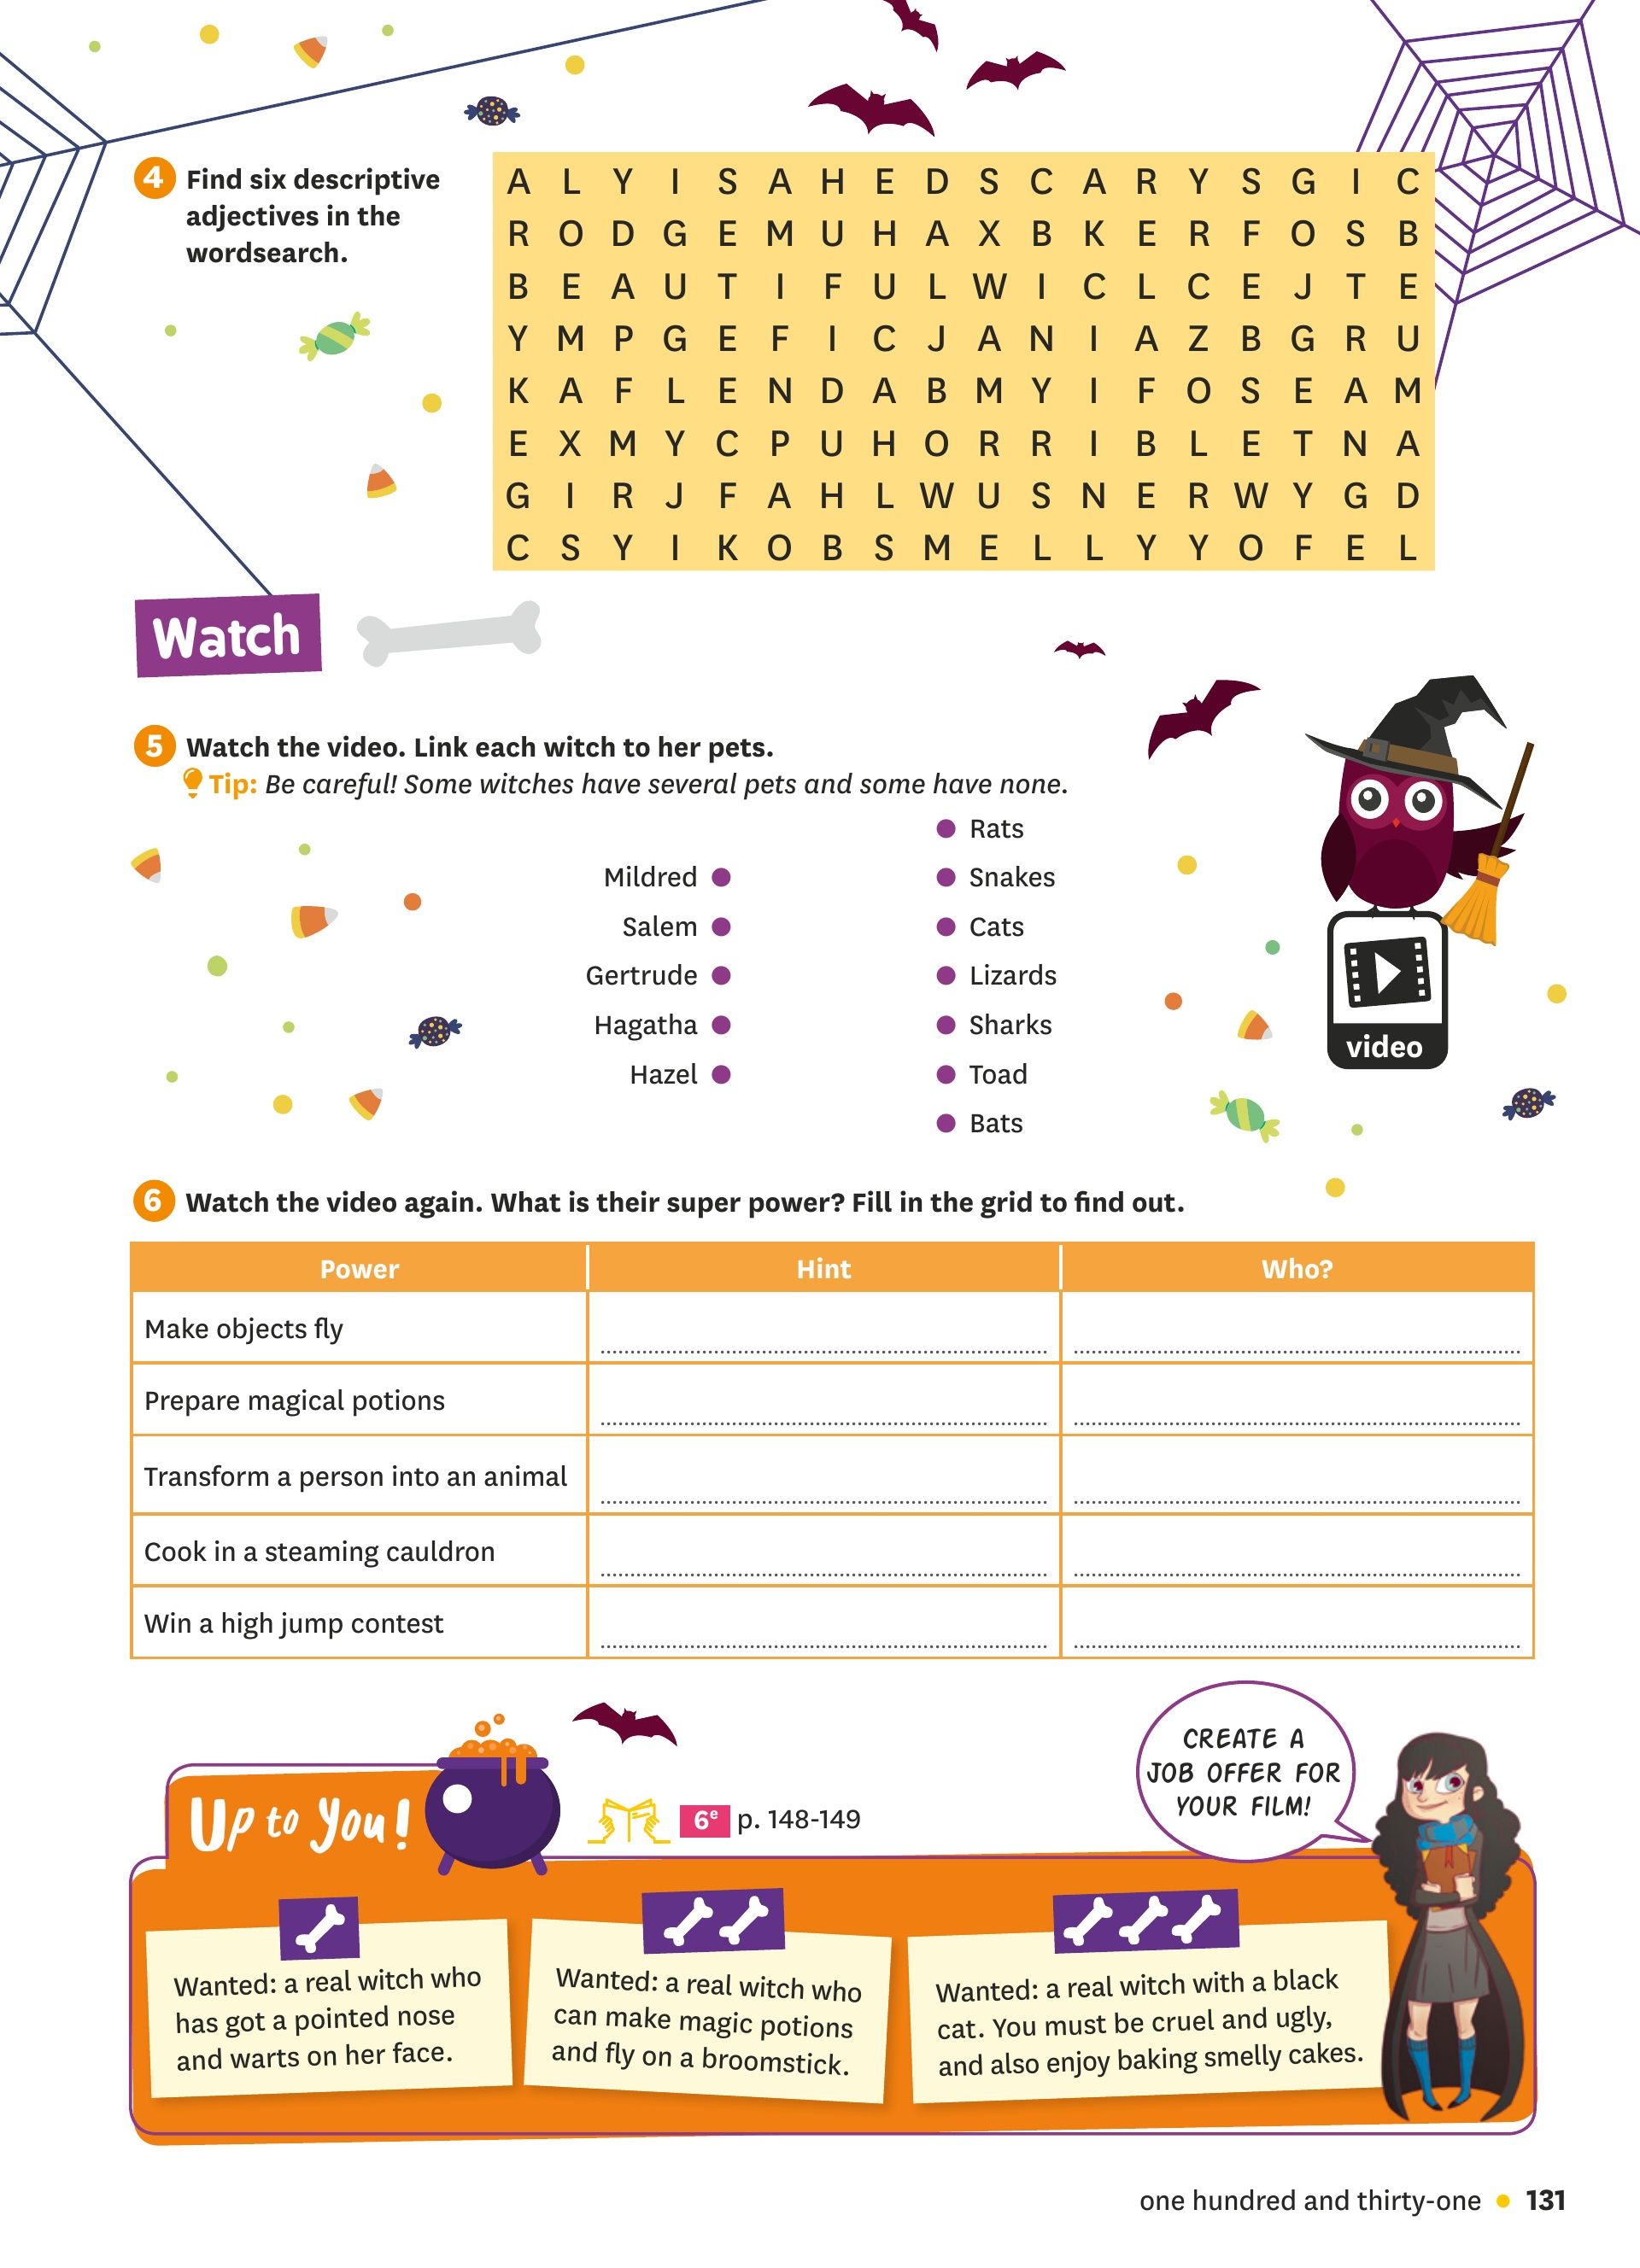 4 Find six descriptive
adjectives in the
wordsearch.
A L Y I S A H E D S C A R Y S G I C
R O D G E M U H A X B K E R F O S B
B E A U T I F U L W I C L C E J T E
Y M P G E F I C J A N I A Z B G R U
K A F L E N D A B M Y I F O S E A M
E X M Y C P U H O R R I B L E T N A
G I R J F A H L W U S N E R W Y G D
C S Y I K O B S M E L L Y Y O F E L
Watch
5 Watch the video. Link each witch to her pets.
Tip: Be careful! Some witches have several pets and some have none.
Rats
Mildred Snakes
Salem Cats
Gertrude Lizards
Hagatha Sharks
Hazel Toad
Bats
video
6 Watch the video again. What is their super power? Fill in the grid to find out.
Power Hint Who?
Make objects fly
Prepare magical potions
Transform a person into an animal
Cook in a steaming cauldron
Win a high jump contest
CREATE A
JOB OFFER FOR
YOUR FILM!
Up to You!
6e p. 148-149
Wanted: a real witch who
has got a pointed nose
and warts on her face.
Wanted: a real witch who
can make magic potions
and fly on a broomstick.
Wanted: a real witch with a black
cat. You must be cruel and ugly,
and also enjoy baking smelly cakes.
one hundred and thirty-one 131